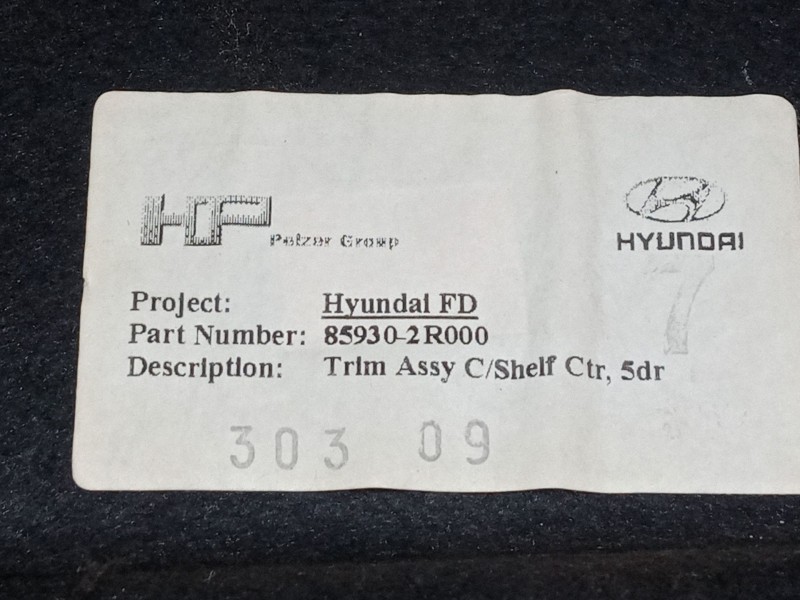 HP Pelzer Group
HYUNDAI
Project: Hyundai FD
Part Number: 85930-2R000
Description: Trim Assy C/Shelf Ctr, 5dr
7
303 09